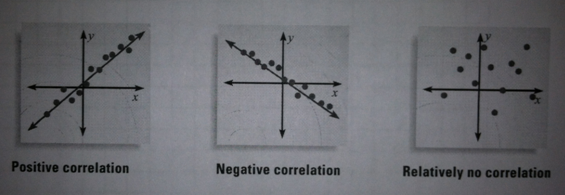 y
x
y
x
y
x
Positive correlation
Negative correlation
Relatively no correlation